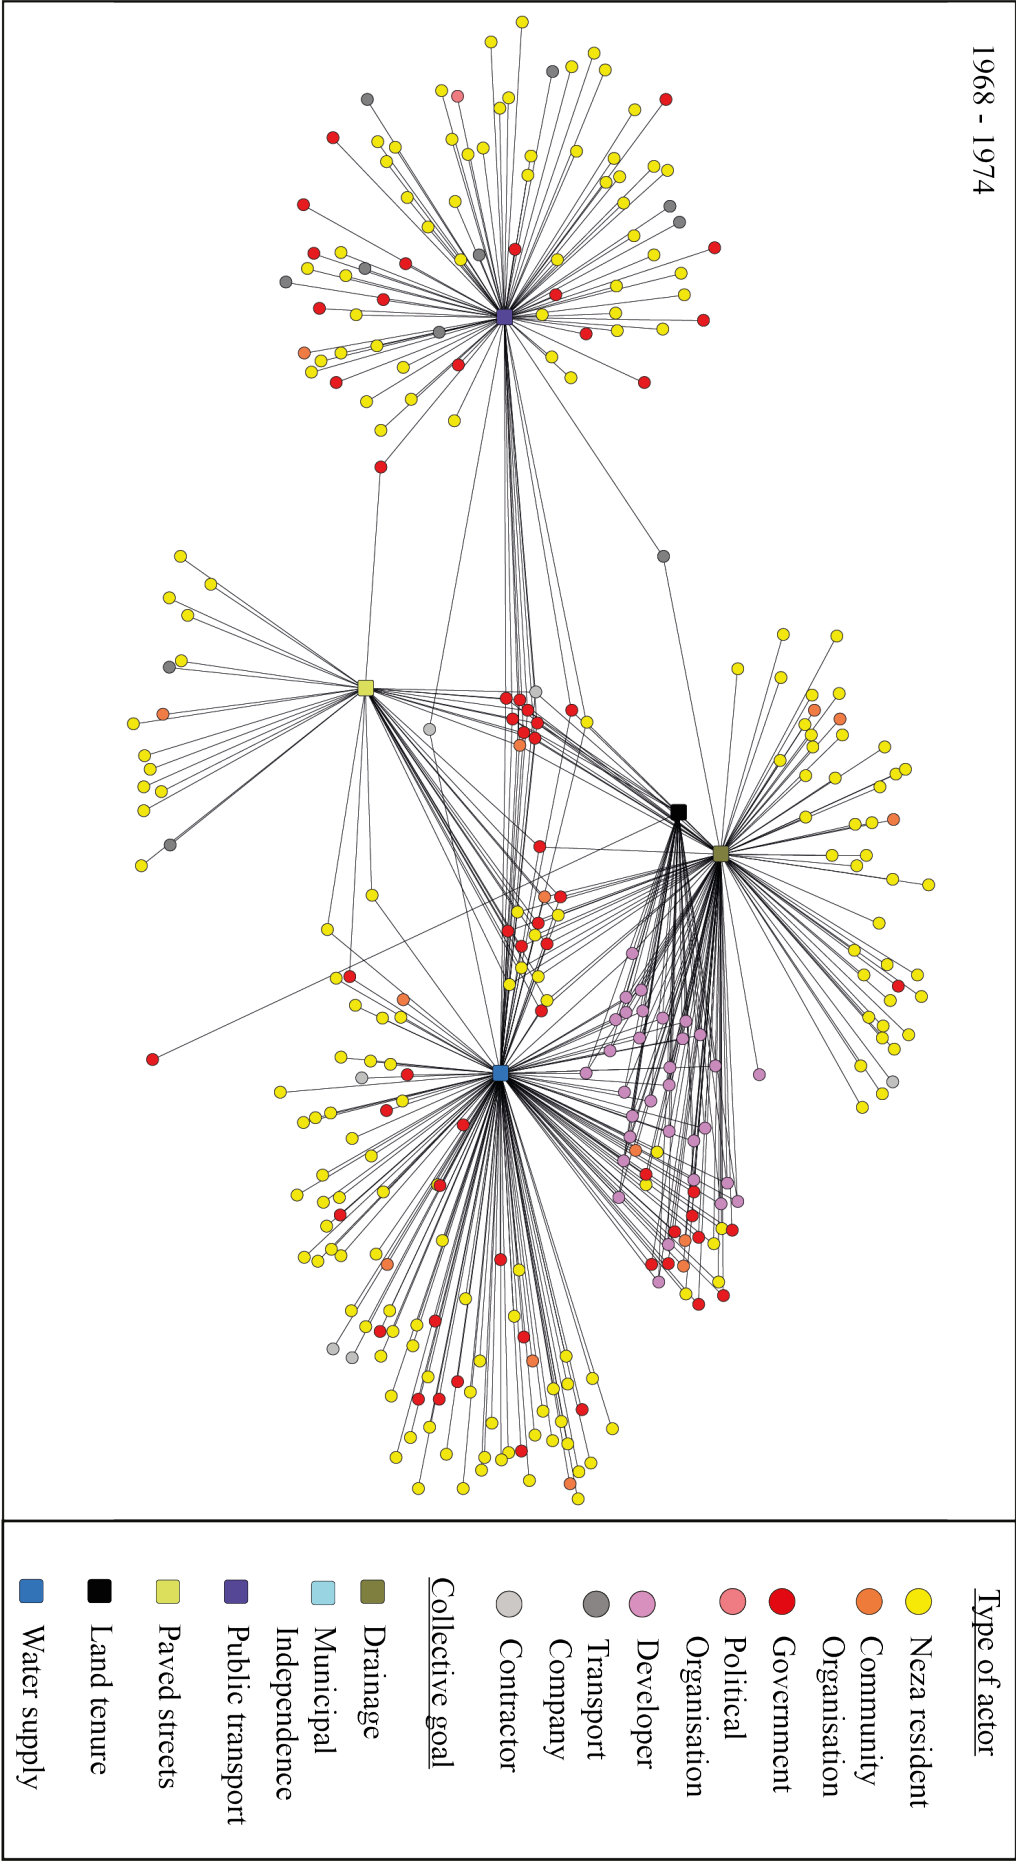 1968 - 1974
Type of actor
Neza resident
Community
Organisation
Government
Political
Organisation
Developer
Transport
Company
Contractor
Collective goal
Drainage
Municipal
Independence
Public transport
Paved streets
Land tenure
Water supply